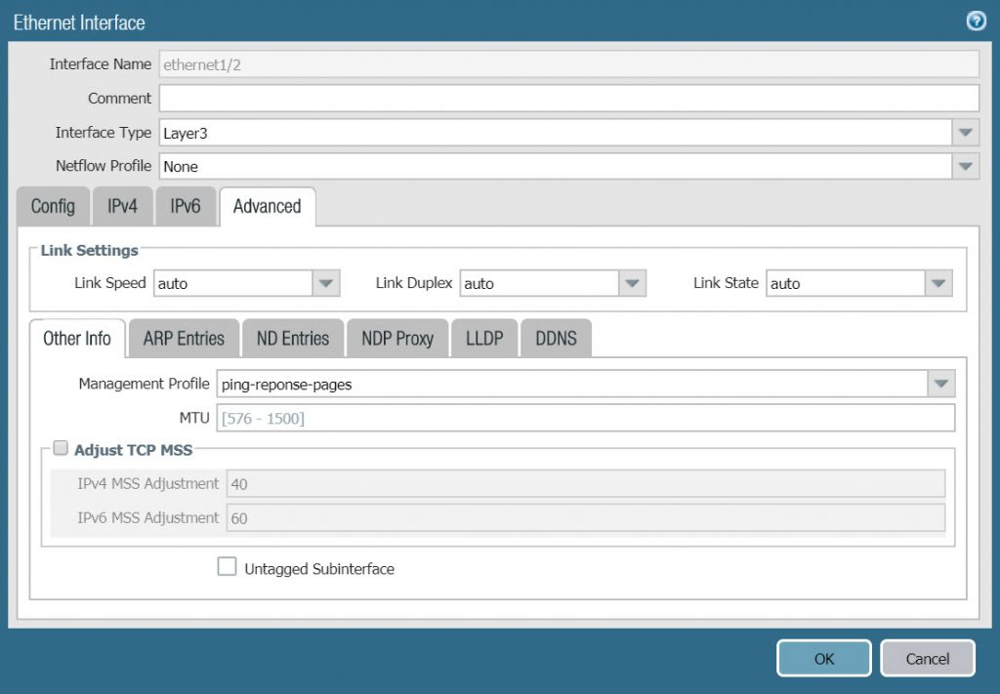 Ethernet Interface ?
Interface Name ethernet1/2
Comment
Interface Type Layer3
Netflow Profile None
Config IPv4 IPv6 Advanced
Link Settings
Link Speed auto Link Duplex auto Link State auto
Other Info ARP Entries ND Entries NDP Proxy LLDP DDNS
Management Profile ping-reponse-pages
MTU [576 - 1500]
Adjust TCP MSS
IPv4 MSS Adjustment 40
IPv6 MSS Adjustment 60
Untagged Subinterface
OK Cancel